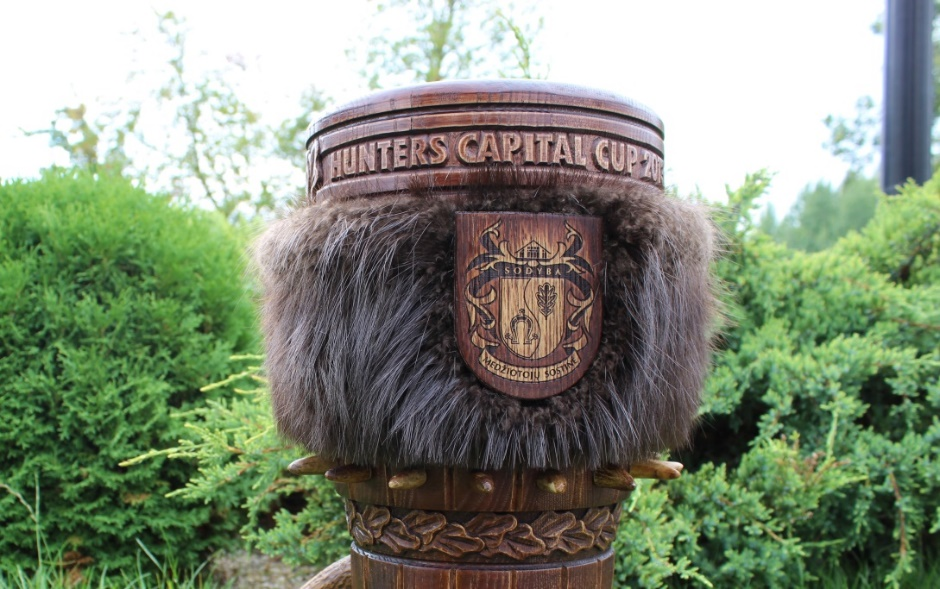 HUNTERS CAPITAL CUP 20
SODYBA
MEDŽIOTOJŲ SOSTINĖ